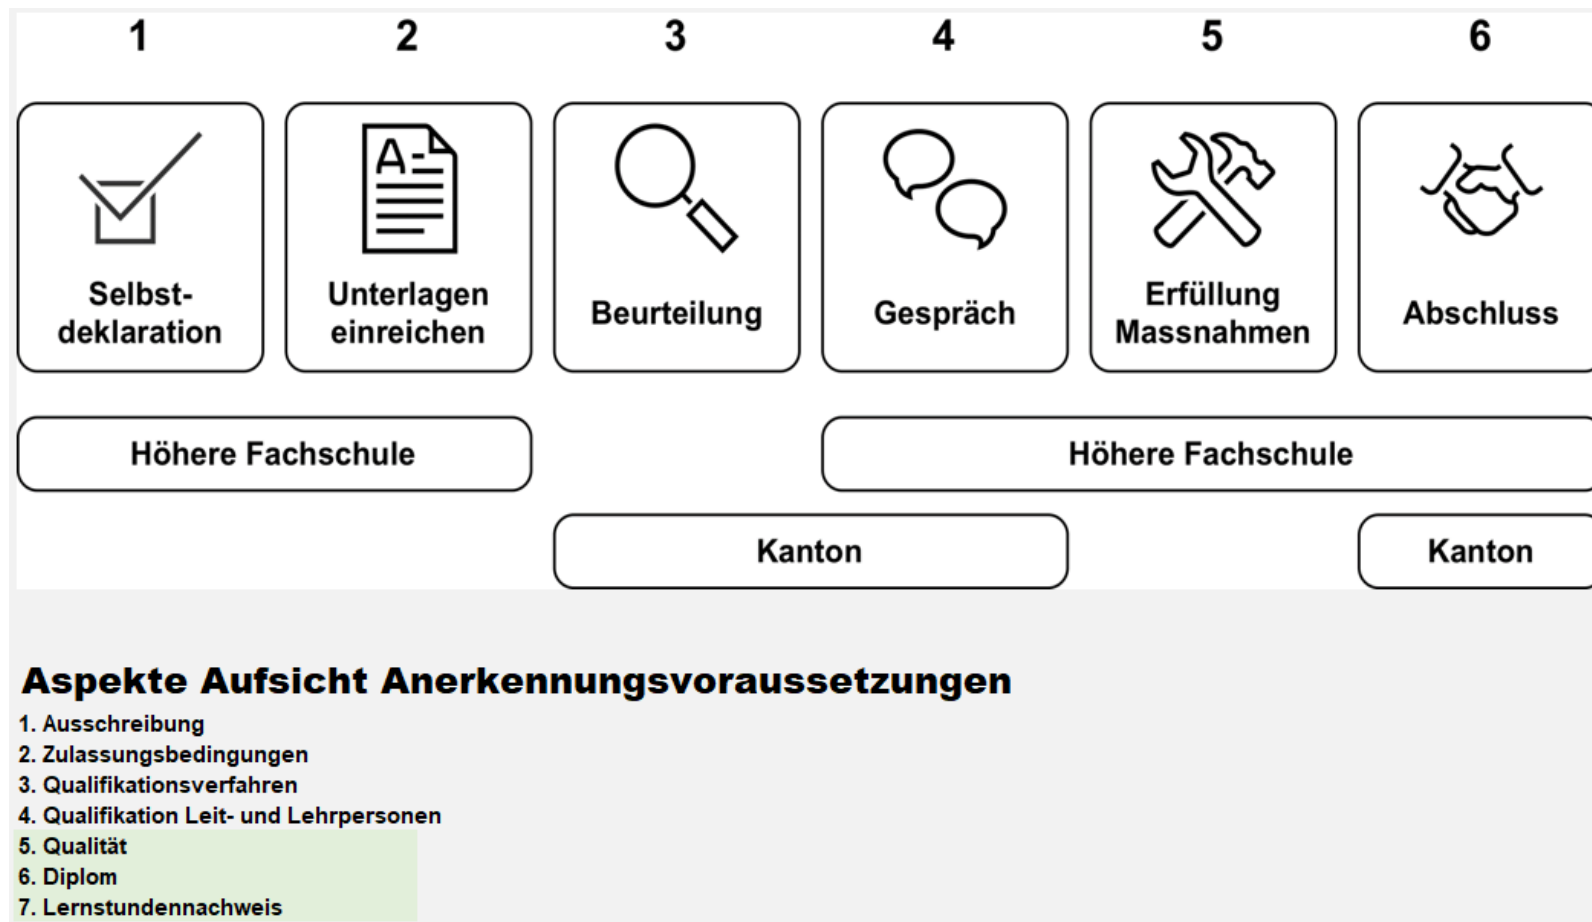 1 2 3 4 5 6
A-
Selbst-
deklaration
Unterlagen
einreichen
Beurteilung
Gespräch
Erfüllung
Massnahmen
Abschluss
Höhere Fachschule
Höhere Fachschule
Kanton
Kanton
Aspekte Aufsicht Anerkennungsvoraussetzungen
1. Ausschreibung
2. Zulassungsbedingungen
3. Qualifikationsverfahren
4. Qualifikation Leit- und Lehrpersonen
5. Qualität
6. Diplom
7. Lernstundennachweis